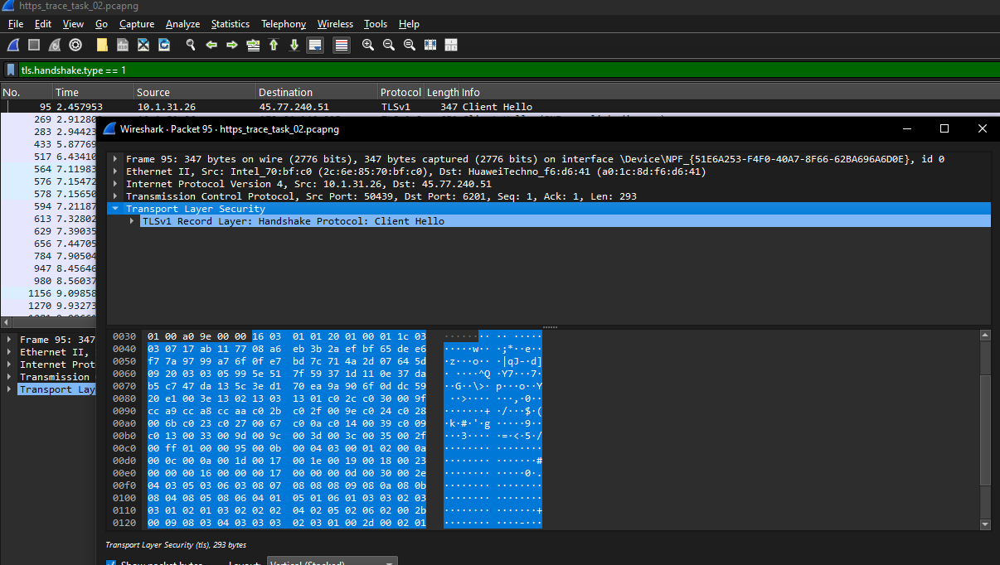 https_trace_task_02.pcapng
File Edit View Go Capture Analyze Statistics Telephony Wireless Tools Help
tls.handshake.type == 1
No. Time Source Destination Protocol Length Info
95 2.457953 10.1.31.26 45.77.240.51 TLSv1 347 Client Hello
269 2.91280
283 2.94423
433 5.87769
517 6.43410
564 7.11983
576 7.15472
578 7.15650
594 7.21187
613 7.32802
629 7.39035
656 7.44705
784 7.90504
947 8.45646
980 8.56037
1156 9.09858
1270 9.93273
Frame 95: 347
Ethernet II,
Internet Prot
Transmission
Transport Lay
Wireshark · Packet 95 · https_trace_task_02.pcapng
Frame 95: 347 bytes on wire (2776 bits), 347 bytes captured (2776 bits) on interface \Device\NPF_{51E6A253-F4F0-40A7-8F66-62BA696A6D0E}, id 0
Ethernet II, Src: Intel_70:bf:c0 (2c:6e:85:70:bf:c0), Dst: HuaweiTechno_f6:d6:41 (a0:1c:8d:f6:d6:41)
Internet Protocol Version 4, Src: 10.1.31.26, Dst: 45.77.240.51
Transmission Control Protocol, Src Port: 50439, Dst Port: 6201, Seq: 1, Ack: 1, Len: 293
Transport Layer Security
TLSv1 Record Layer: Handshake Protocol: Client Hello
0030 01 00 a0 9e 00 00 16 03 01 01 20 01 00 01 1c 03 ········ ········
0040 03 07 17 ab 11 77 08 a6 eb 3b 2a ef bf 65 de e6 ·····w·· ·;*··e··
0050 f7 7a 97 99 a7 6f 0f e7 bd 7c 71 4a 2d 07 64 5d ·z···o·· ·|qJ-·d]
0060 09 20 03 03 05 99 5e 51 7f 59 37 1d 11 0e 37 da · ····^Q ·Y7···7·
0070 b5 c7 47 da 13 5c 3e d1 70 ea 9a 90 6f 0d dc 59 ··G··\>· p···o··Y
0080 20 e1 00 3e 13 02 13 03 13 01 c0 2c c0 30 00 9f ··>···· ···,·0··
0090 cc a9 cc a8 cc aa c0 2b c0 2f 00 9e c0 24 c0 28 ·······+ ·/···$·(
00a0 00 6b c0 23 c0 27 00 67 c0 0a c0 14 00 39 c0 09 ·k·#·'·g ·····9··
00b0 c0 13 00 33 00 9d 00 9c 00 3d 00 3c 00 35 00 2f ···3···· ·=·<·5·/
00c0 00 ff 01 00 00 95 00 0b 00 04 03 00 01 02 00 0a ········ ········
00d0 00 0c 00 0a 00 1d 00 17 00 1e 00 19 00 18 00 23 ········ ·······#
00e0 00 00 00 16 00 00 00 17 00 00 00 0d 00 30 00 2e ········ ·····0·.
00f0 04 03 05 03 06 03 08 07 08 08 08 09 08 0a 08 0b ········ ········
0100 08 04 08 05 08 06 04 01 05 01 06 01 03 03 02 03 ········ ········
0110 03 01 02 01 03 02 02 02 04 02 05 02 06 02 00 2b ········ ·······+
0120 00 09 08 03 04 03 03 03 02 03 01 00 2d 00 02 01 ········ ····-···
Transport Layer Security (tls), 293 bytes
Show packet bytes Layout: Vertical (Stacked)